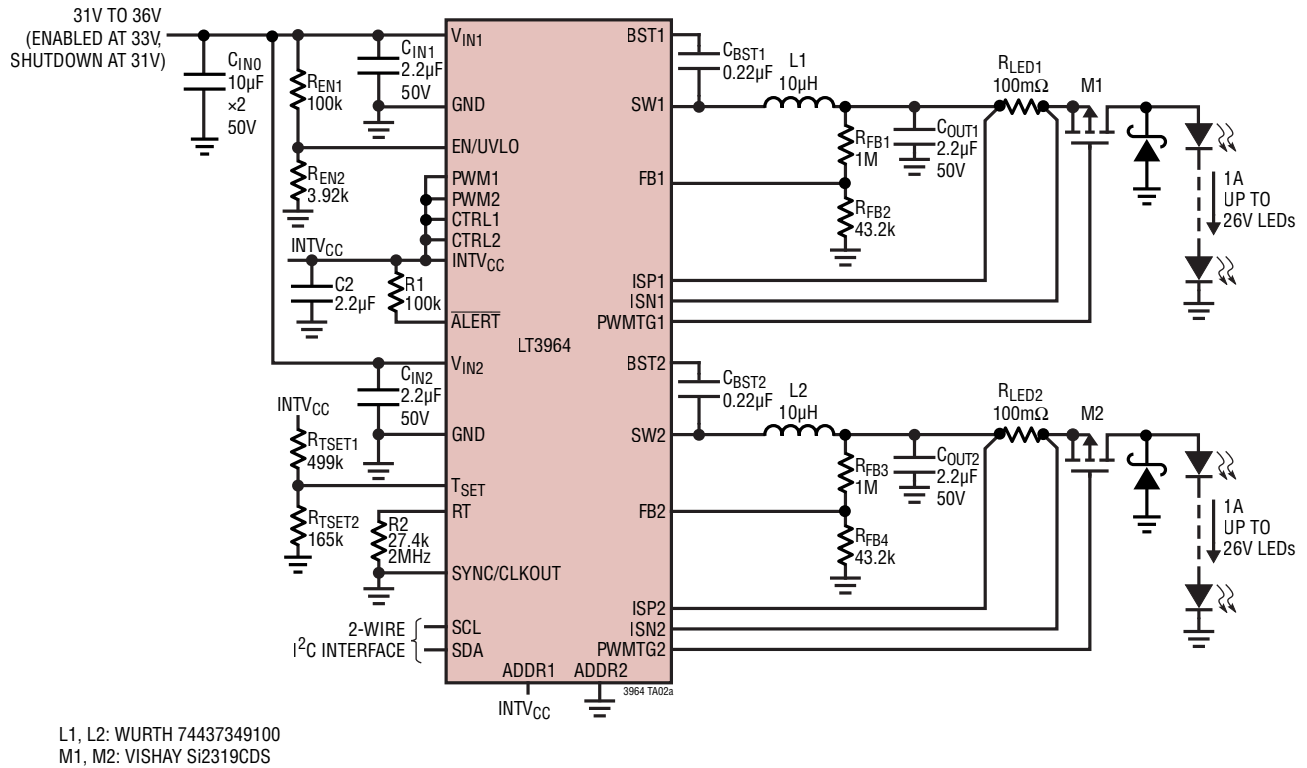 31V TO 36V
(ENABLED AT 33V,
SHUTDOWN AT 31V)
CIN0
10µF
×2
50V
REN1
100k
REN2
3.92k
CIN1
2.2µF
50V
VIN1
GND
EN/UVLO
PWM1
PWM2
CTRL1
CTRL2
INTVCC
INTVCC
C2
2.2µF
R1
100k
ALERT
LT3964
VIN2
CIN2
2.2µF
50V
GND
INTVCC
RTSET1
499k
TSET
RTSET2
165k
RT
R2
27.4k
2MHz
SYNC/CLKOUT
2-WIRE
I2C INTERFACE
SCL
SDA
ADDR1
ADDR2
INTVCC
3964 TA02a
BST1
CBST1
0.22µF
SW1
L1
10µH
RFB1
1M
FB1
RFB2
43.2k
COUT1
2.2µF
50V
RLED1
100mΩ
M1
1A
UP TO
26V LEDs
ISP1
ISN1
PWMTG1
BST2
CBST2
0.22µF
SW2
L2
10µH
RFB3
1M
FB2
RFB4
43.2k
COUT2
2.2µF
50V
RLED2
100mΩ
M2
1A
UP TO
26V LEDs
ISP2
ISN2
PWMTG2
L1, L2: WURTH 74437349100
M1, M2: VISHAY Si2319CDS